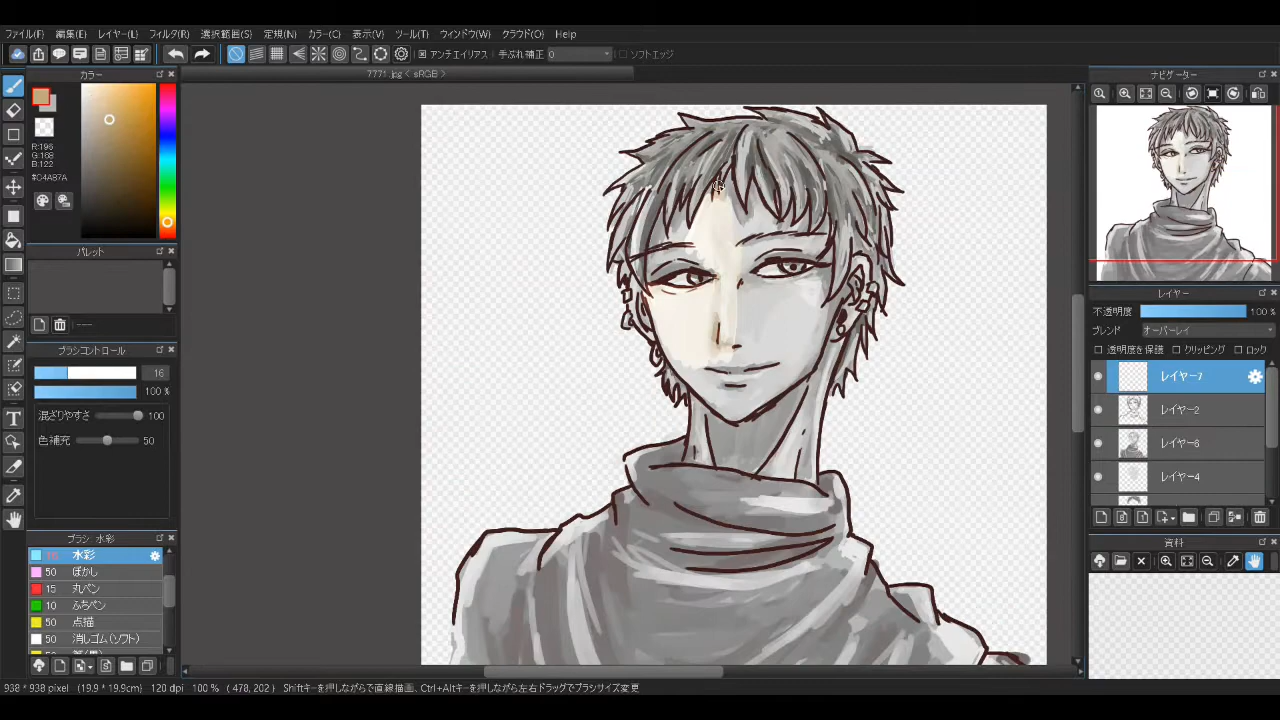 ファイル(F) 編集(E) レイヤー(L) フィルタ(R) 選択範囲(S) 定規(N) カラー(C) 表示(V) ツール(T) ウィンドウ(W) クラウド(O) Help
アンチエイリアス 手ぶれ補正 0 ソフトエッジ
カラー
7771.jpg < sRGB >
ナビゲーター
R:196
G:168
B:122
#C4A87A
パレット
---
ブラシコントロール
16
100 %
混ざりやすさ 100
色補充 50
ブラシ 水彩
16 水彩
50 ぼかし
15 丸ペン
10 ふちペン
50 点描
50 消しゴム(ソフト)
レイヤー
不透明度 100 %
ブレンド オーバーレイ
透明度を保護 クリッピング ロック
レイヤー7
レイヤー2
レイヤー6
レイヤー4
資料
938 * 938 pixel (19.9 * 19.9cm) 120 dpi 100 % ( 478, 202 ) Shiftキーを押しながらで直線描画、Ctrl+Altキーを押しながら左右ドラッグでブラシサイズ変更